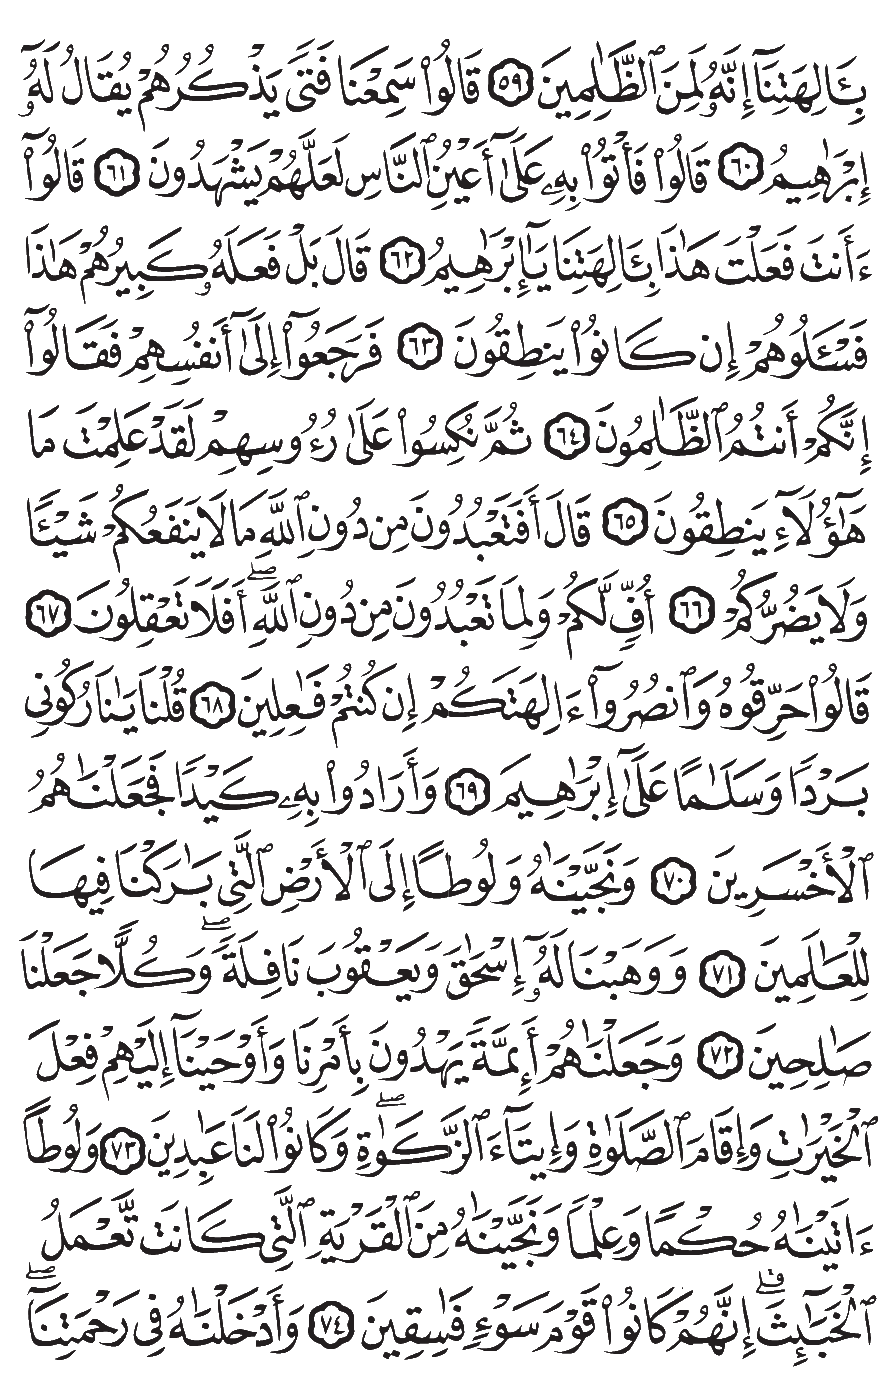 بِـَٔالِهَتِنَآ إِنَّهُۥ لَمِنَ ٱلظَّٰلِمِينَ ٥٩ قَالُوا۟ سَمِعْنَا فَتًى يَذْكُرُهُمْ يُقَالُ لَهُۥٓ
إِبْرَٰهِيمُ ٦٠ قَالُوا۟ فَأْتُوا۟ بِهِۦ عَلَىٰٓ أَعْيُنِ ٱلنَّاسِ لَعَلَّهُمْ يَشْهَدُونَ ٦١ قَالُوٓا۟
ءَأَنتَ فَعَلْتَ هَٰذَا بِـَٔالِهَتِنَا يَٰٓإِبْرَٰهِيمُ ٦٢ قَالَ بَلْ فَعَلَهُۥ كَبِيرُهُمْ هَٰذَا
فَسْـَٔلُوهُمْ إِن كَانُوا۟ يَنطِقُونَ ٦٣ فَرَجَعُوٓا۟ إِلَىٰٓ أَنفُسِهِمْ فَقَالُوٓا۟
إِنَّكُمْ أَنتُمُ ٱلظَّٰلِمُونَ ٦٤ ثُمَّ نُكِسُوا۟ عَلَىٰ رُءُوسِهِمْ لَقَدْ عَلِمْتَ مَا
هَٰٓؤُلَآءِ يَنطِقُونَ ٦٥ قَالَ أَفَتَعْبُدُونَ مِن دُونِ ٱللَّهِ مَا لَا يَنفَعُكُمْ شَيْـًٔا
وَلَا يَضُرُّكُمْ ٦٦ أُفٍّ لَّكُمْ وَلِمَا تَعْبُدُونَ مِن دُونِ ٱللَّهِ ۖ أَفَلَا تَعْقِلُونَ ٦٧
قَالُوا۟ حَرِّقُوهُ وَٱنصُرُوٓا۟ ءَالِهَتَكُمْ إِن كُنتُمْ فَٰعِلِينَ ٦٨ قُلْنَا يَٰنَارُ كُونِى
بَرْدًا وَسَلَٰمًا عَلَىٰٓ إِبْرَٰهِيمَ ٦٩ وَأَرَادُوا۟ بِهِۦ كَيْدًا فَجَعَلْنَٰهُمُ
ٱلْأَخْسَرِينَ ٧٠ وَنَجَّيْنَٰهُ وَلُوطًا إِلَى ٱلْأَرْضِ ٱلَّتِى بَٰرَكْنَا فِيهَا
لِلْعَٰلَمِينَ ٧١ وَوَهَبْنَا لَهُۥٓ إِسْحَٰقَ وَيَعْقُوبَ نَافِلَةً ۖ وَكُلًّا جَعَلْنَا
صَٰلِحِينَ ٧٢ وَجَعَلْنَٰهُمْ أَئِمَّةً يَهْدُونَ بِأَمْرِنَا وَأَوْحَيْنَآ إِلَيْهِمْ فِعْلَ
ٱلْخَيْرَٰتِ وَإِقَامَ ٱلصَّلَوٰةِ وَإِيتَآءَ ٱلزَّكَوٰةِ ۖ وَكَانُوا۟ لَنَا عَٰبِدِينَ ٧٣ وَلُوطًا
ءَاتَيْنَٰهُ حُكْمًا وَعِلْمًا وَنَجَّيْنَٰهُ مِنَ ٱلْقَرْيَةِ ٱلَّتِى كَانَت تَّعْمَلُ
ٱلْخَبَٰٓئِثَ ۗ إِنَّهُمْ كَانُوا۟ قَوْمَ سَوْءٍ فَٰسِقِينَ ٧٤ وَأَدْخَلْنَٰهُ فِى رَحْمَتِنَآ ۖ